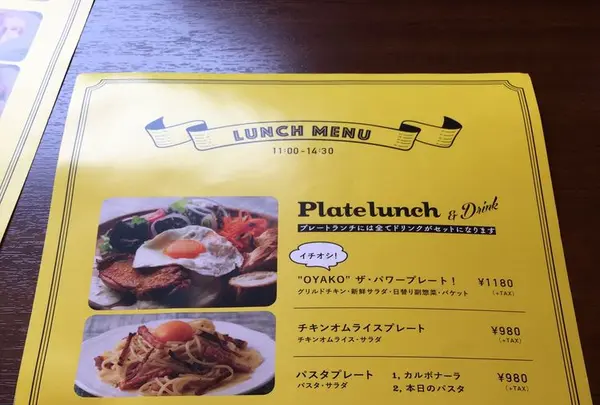 LUNCH MENU
11:00-14:30
Platelunch & Drink
プレートランチには全てドリンクがセットになります
イチオシ!
"OYAKO" ザ・パワープレート! ¥1180
グリルドチキン・新鮮サラダ・日替り副惣菜・バケット (+TAX)
チキンオムライスプレート ¥980
チキンオムライス・サラダ (+TAX)
パスタプレート 1, カルボナーラ ¥980
パスタ・サラダ 2, 本日のパスタ (+TAX)